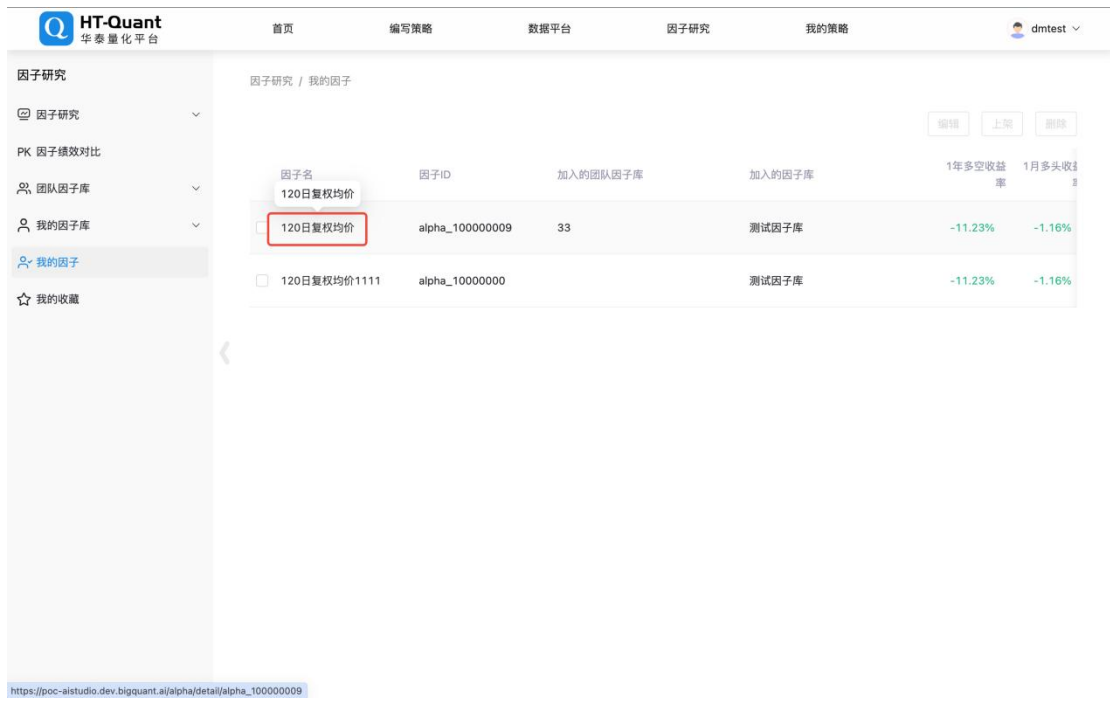 HT-Quant
华泰量化平台
首页 编写策略 数据平台 因子研究 我的策略 dmtest
因子研究
因子研究 / 我的因子
因子研究
编辑 上架 删除
PK 因子绩效对比
因子名 因子ID 加入的团队因子库 加入的因子库 1年多空收益率 1月多头收益
团队因子库
120日复权均价
我的因子库
120日复权均价 alpha_100000009 33 测试因子库 -11.23% -1.16%
我的因子
120日复权均价1111 alpha_10000000 测试因子库 -11.23% -1.16%
我的收藏
https://poc-aistudio.dev.bigquant.ai/alpha/detail/alpha_100000009